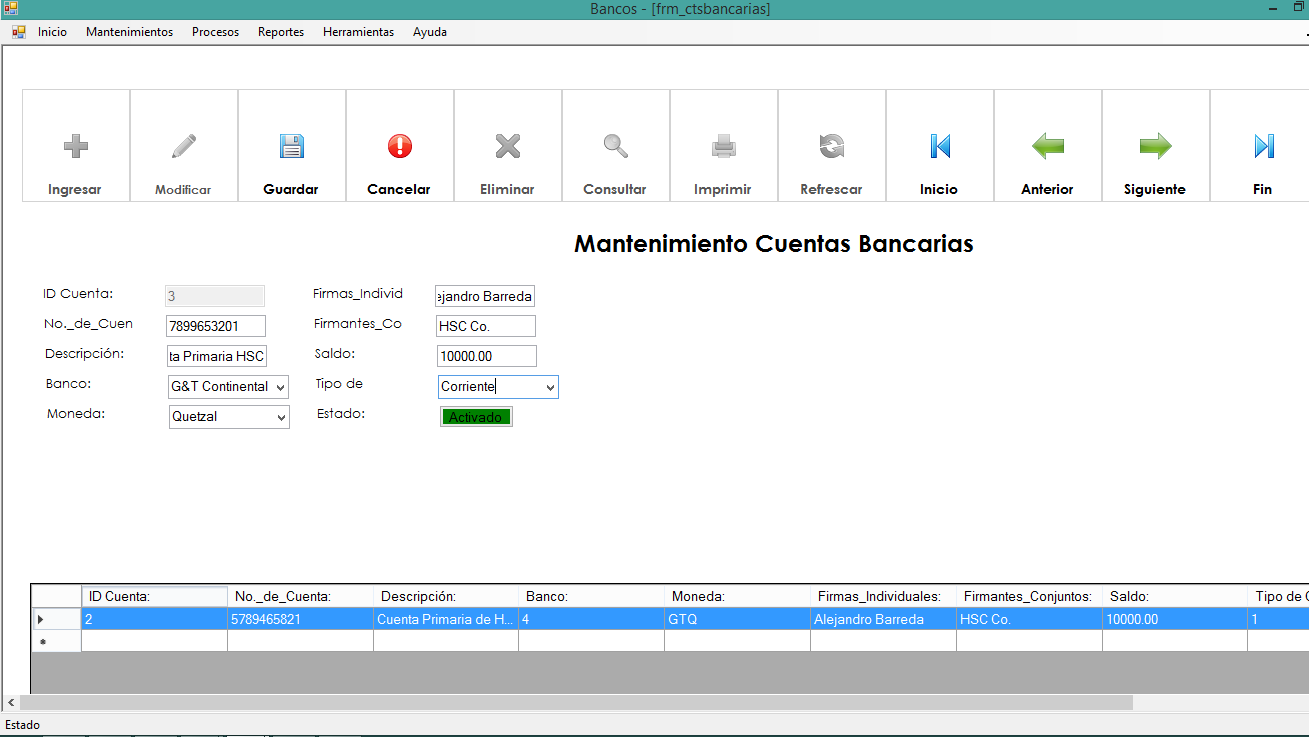 Bancos - [frm_ctsbancarias]
Inicio Mantenimientos Procesos Reportes Herramientas Ayuda
Ingresar Modificar Guardar Cancelar Eliminar Consultar Imprimir Refrescar Inicio Anterior Siguiente Fin
Mantenimiento Cuentas Bancarias
ID Cuenta: 3 Firmas_Individ ejandro Barreda
No._de_Cuen 7899653201 Firmantes_Co HSC Co.
Descripción: ta Primaria HSC Saldo: 10000.00
Banco: G&T Continental Tipo de Corriente
Moneda: Quetzal Estado: Activado
ID Cuenta: No._de_Cuenta: Descripción: Banco: Moneda: Firmas_Individuales: Firmantes_Conjuntos: Saldo: Tipo de C
2 5789465821 Cuenta Primaria de H... 4 GTQ Alejandro Barreda HSC Co. 10000.00 1
Estado